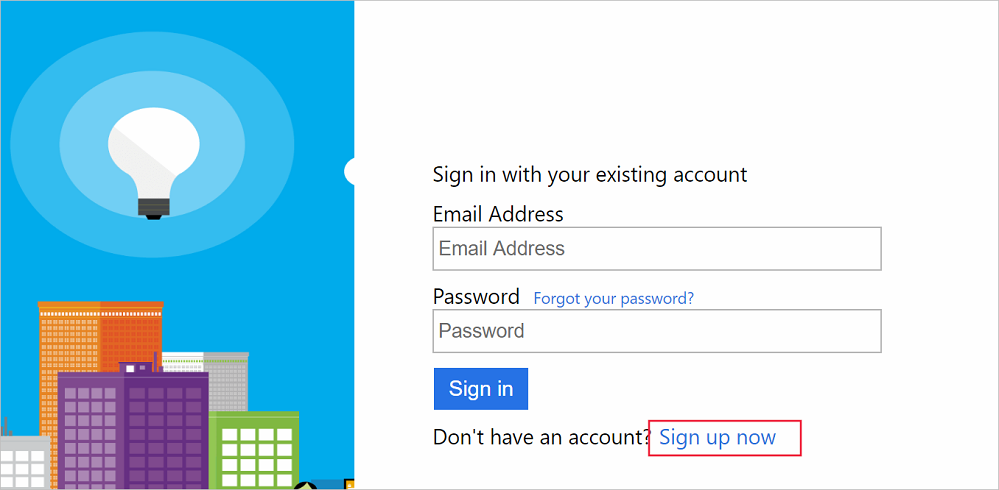 Sign in with your existing account
Email Address
Email Address
Password Forgot your password?
Password
Sign in
Don't have an account? Sign up now